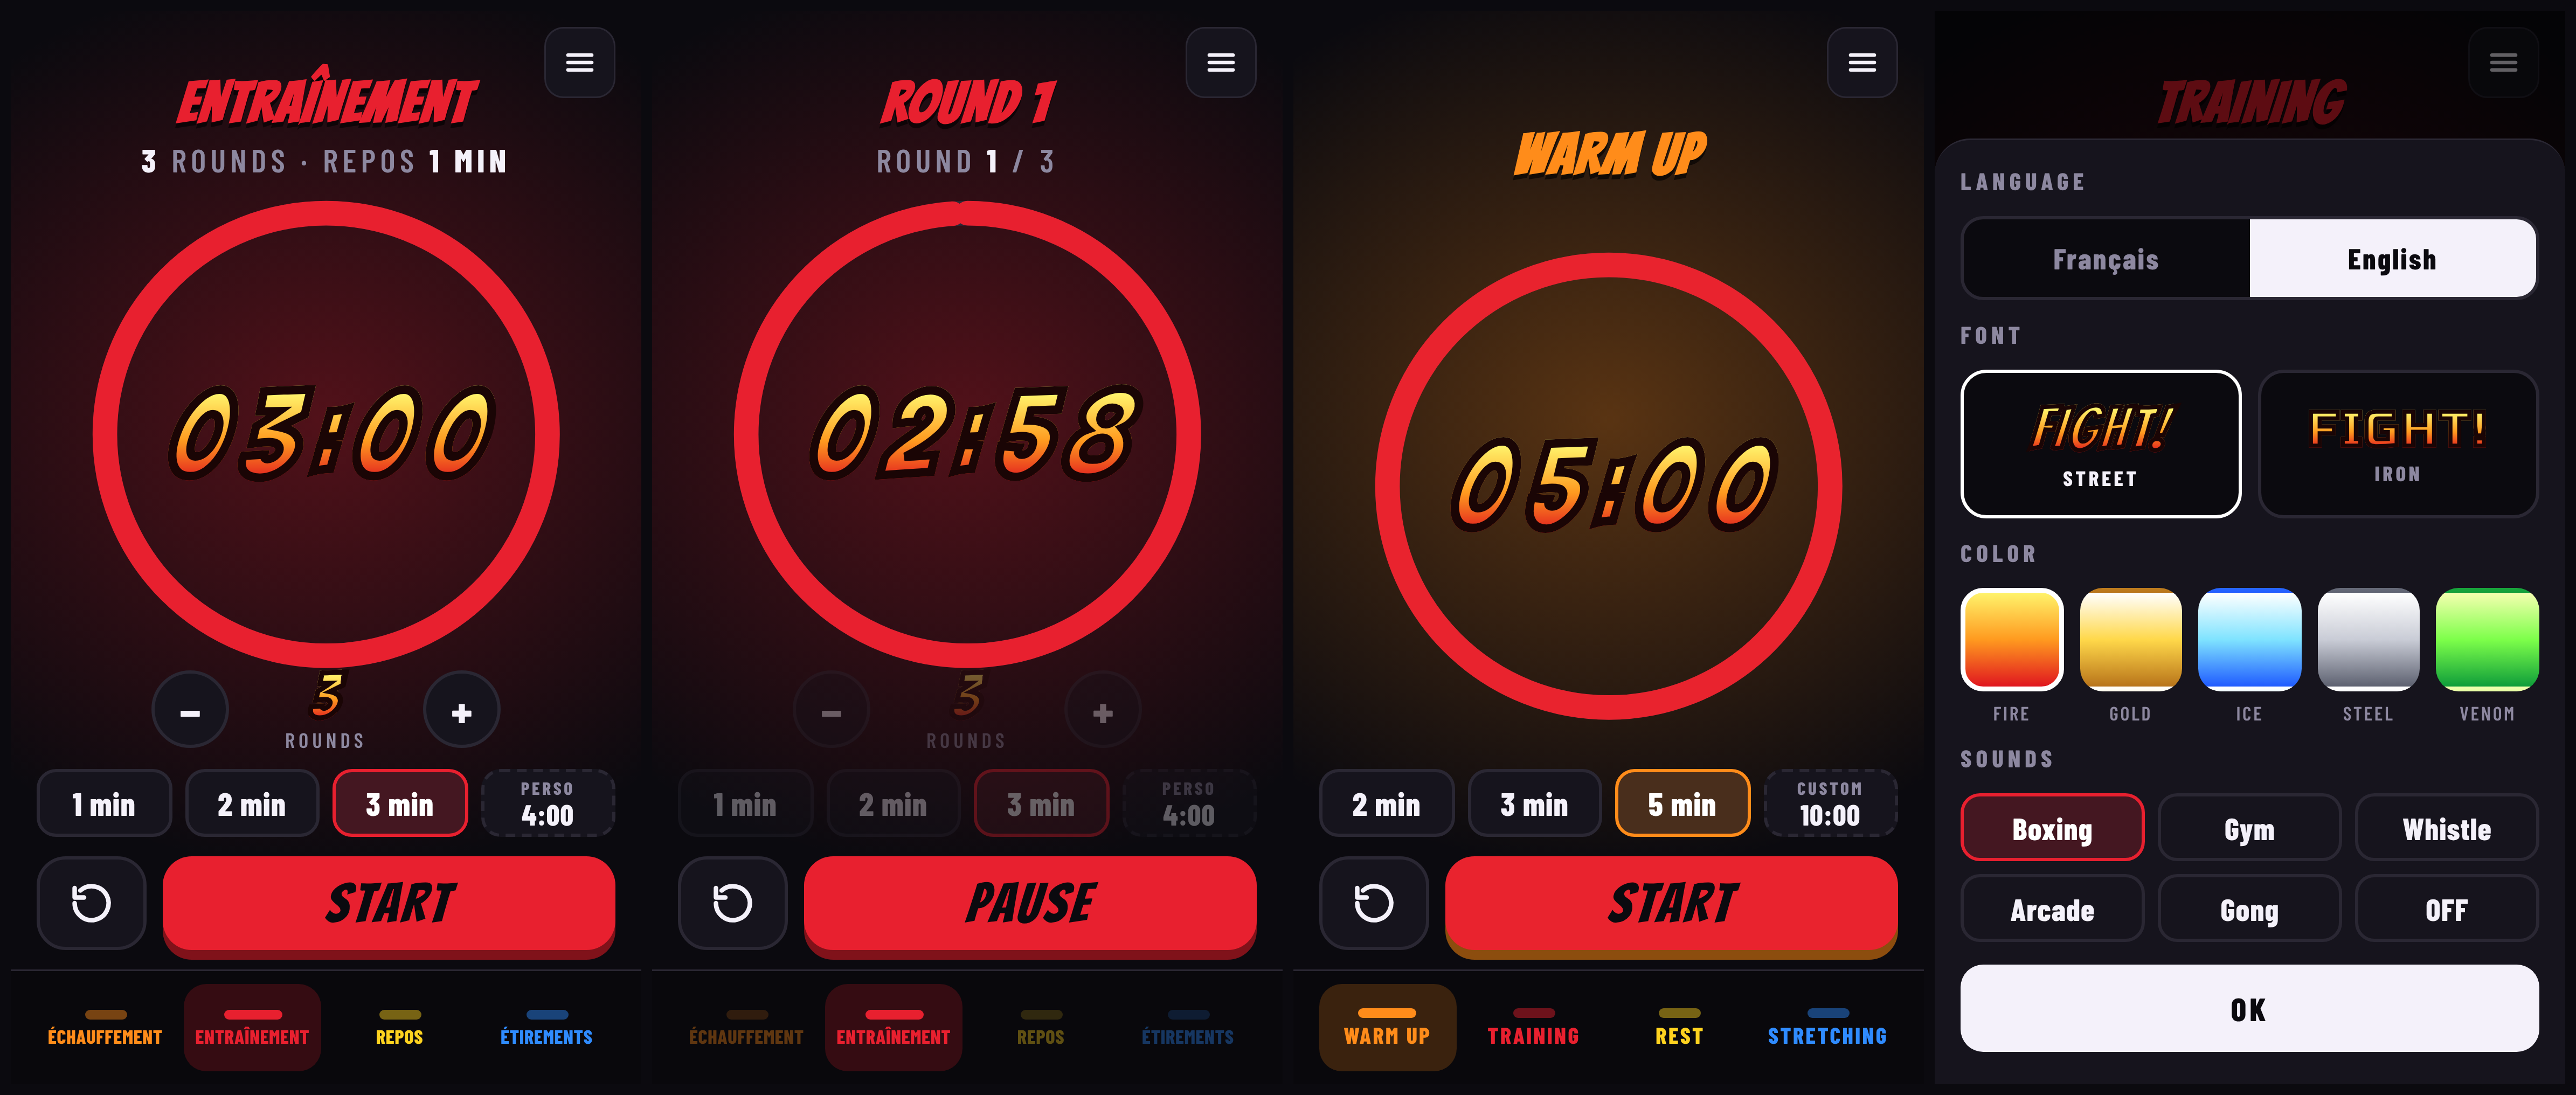 ENTRAÎNEMENT
3 ROUNDS · REPOS 1 MIN
03:00
− 3 +
ROUNDS
1 min 2 min 3 min PERSO 4:00
START
ÉCHAUFFEMENT ENTRAÎNEMENT REPOS ÉTIREMENTS
ROUND 1
ROUND 1 / 3
02:58
− 3 +
ROUNDS
1 min 2 min 3 min PERSO 4:00
PAUSE
ÉCHAUFFEMENT ENTRAÎNEMENT REPOS ÉTIREMENTS
WARM UP
05:00
2 min 3 min 5 min CUSTOM 10:00
START
WARM UP TRAINING REST STRETCHING
TRAINING
LANGUAGE
Français English
FONT
FIGHT! FIGHT!
STREET IRON
COLOR
FIRE GOLD ICE STEEL VENOM
SOUNDS
Boxing Gym Whistle
Arcade Gong OFF
OK